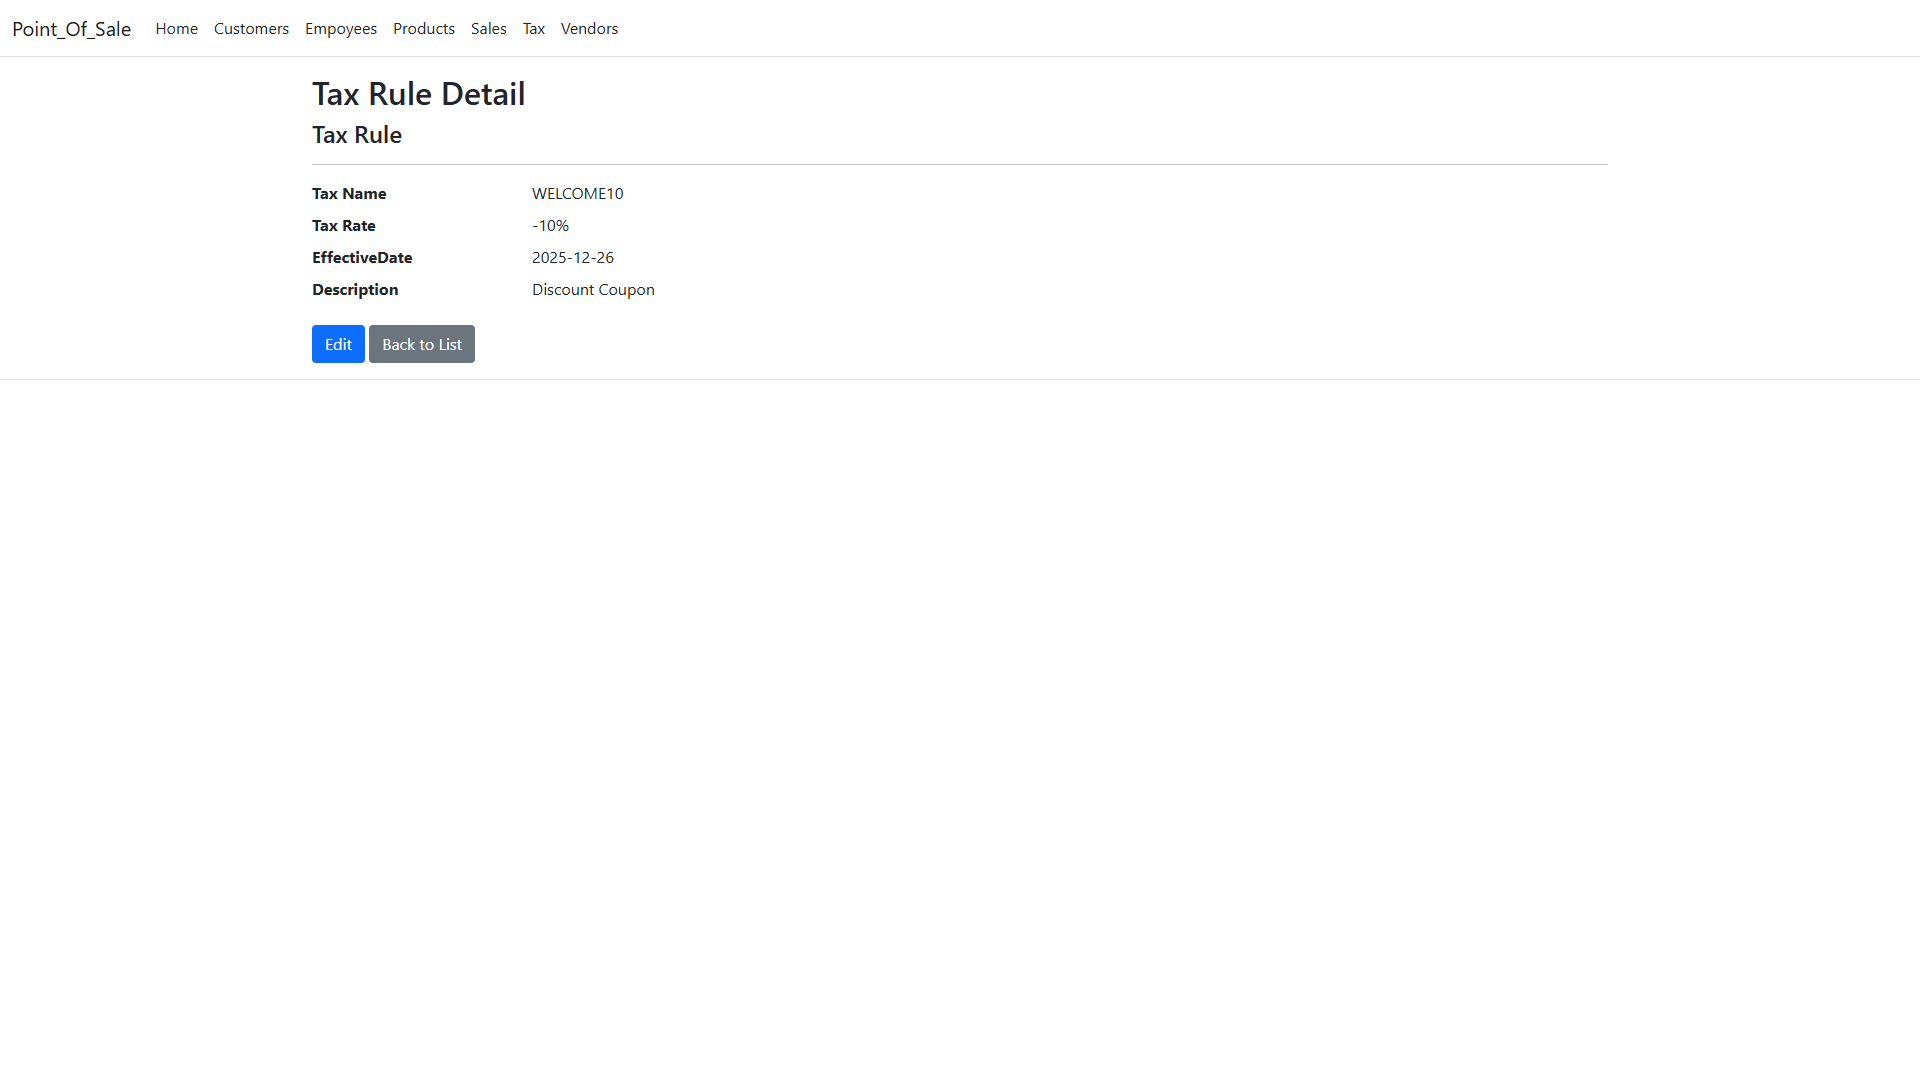 Point_Of_Sale Home Customers Empoyees Products Sales Tax Vendors
Tax Rule Detail
Tax Rule
Tax Name WELCOME10
Tax Rate -10%
EffectiveDate 2025-12-26
Description Discount Coupon
Edit Back to List